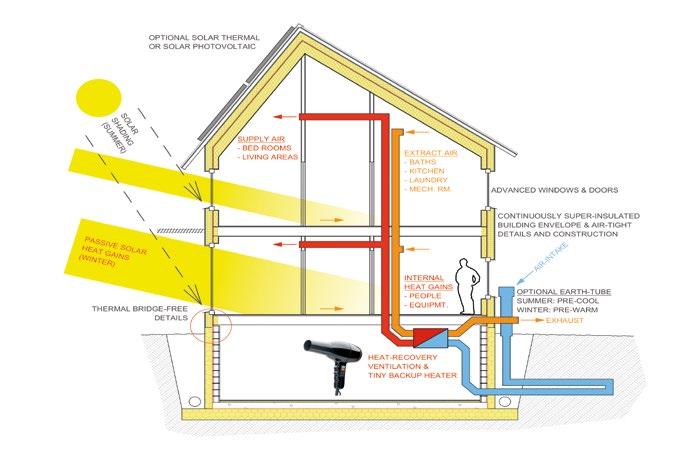 OPTIONAL SOLAR THERMAL
OR SOLAR PHOTOVOLTAIC
SOLAR
SHADING
(SUMMER)
SUPPLY AIR
- BED ROOMS
- LIVING AREAS
EXTRACT AIR
- BATHS
- KITCHEN
- LAUNDRY
- MECH. RM.
ADVANCED WINDOWS & DOORS
CONTINUOUSLY SUPER-INSULATED
BUILDING ENVELOPE & AIR-TIGHT
DETAILS AND CONSTRUCTION
PASSIVE SOLAR
HEAT GAINS
(WINTER)
AIR-INTAKE
INTERNAL
HEAT GAINS
- PEOPLE
- EQUIPMT.
OPTIONAL EARTH-TUBE
SUMMER: PRE-COOL
WINTER: PRE-WARM
EXHAUST
THERMAL BRIDGE-FREE
DETAILS
HEAT-RECOVERY
VENTILATION &
TINY BACKUP HEATER